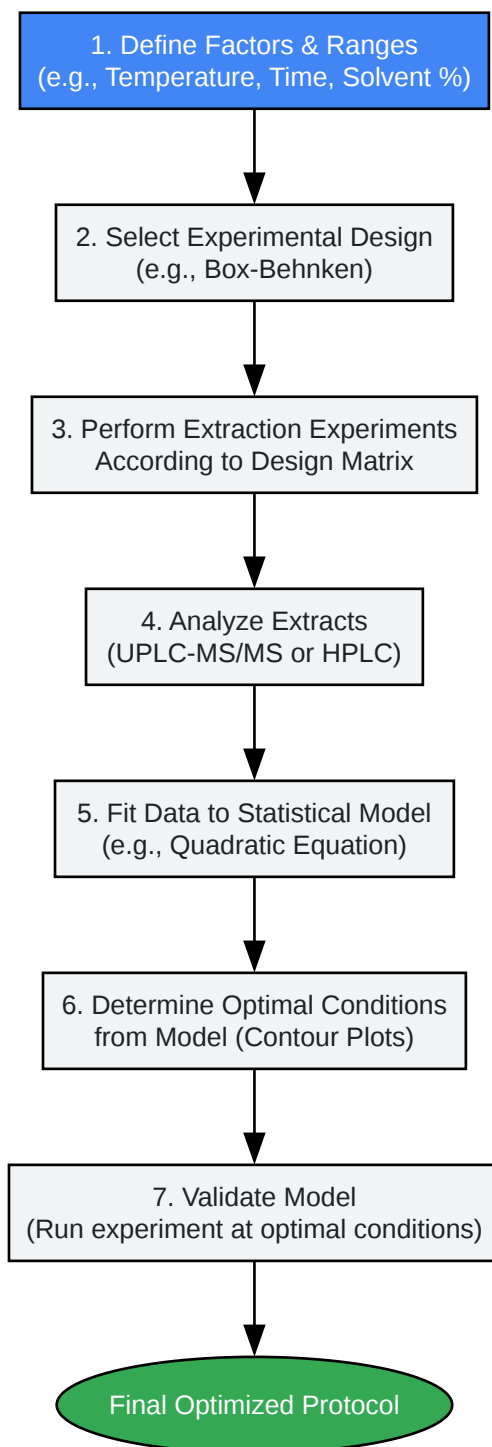 1. Define Factors & Ranges
(e.g., Temperature, Time, Solvent %)
2. Select Experimental Design
(e.g., Box-Behnken)
3. Perform Extraction Experiments
According to Design Matrix
4. Analyze Extracts
(UPLC-MS/MS or HPLC)
5. Fit Data to Statistical Model
(e.g., Quadratic Equation)
6. Determine Optimal Conditions
from Model (Contour Plots)
7. Validate Model
(Run experiment at optimal conditions)
Final Optimized Protocol